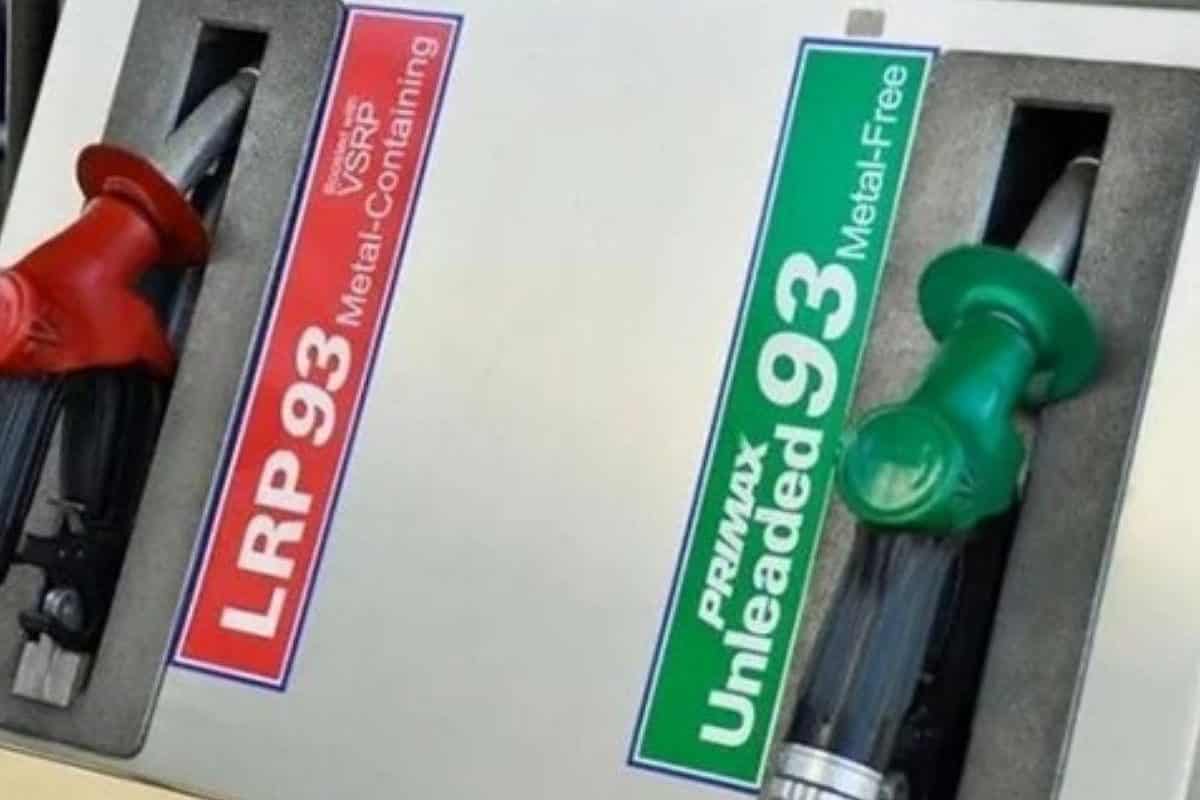 LRP 93
Boosted with
VSRP
Metal-Containing
PRIMAX
Unleaded 93
Metal-Free